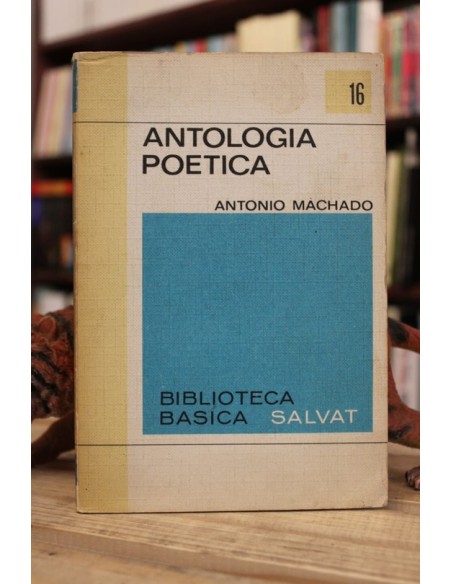 16
ANTOLOGIA
POETICA
ANTONIO MACHADO
BIBLIOTECA
BASICA SALVAT